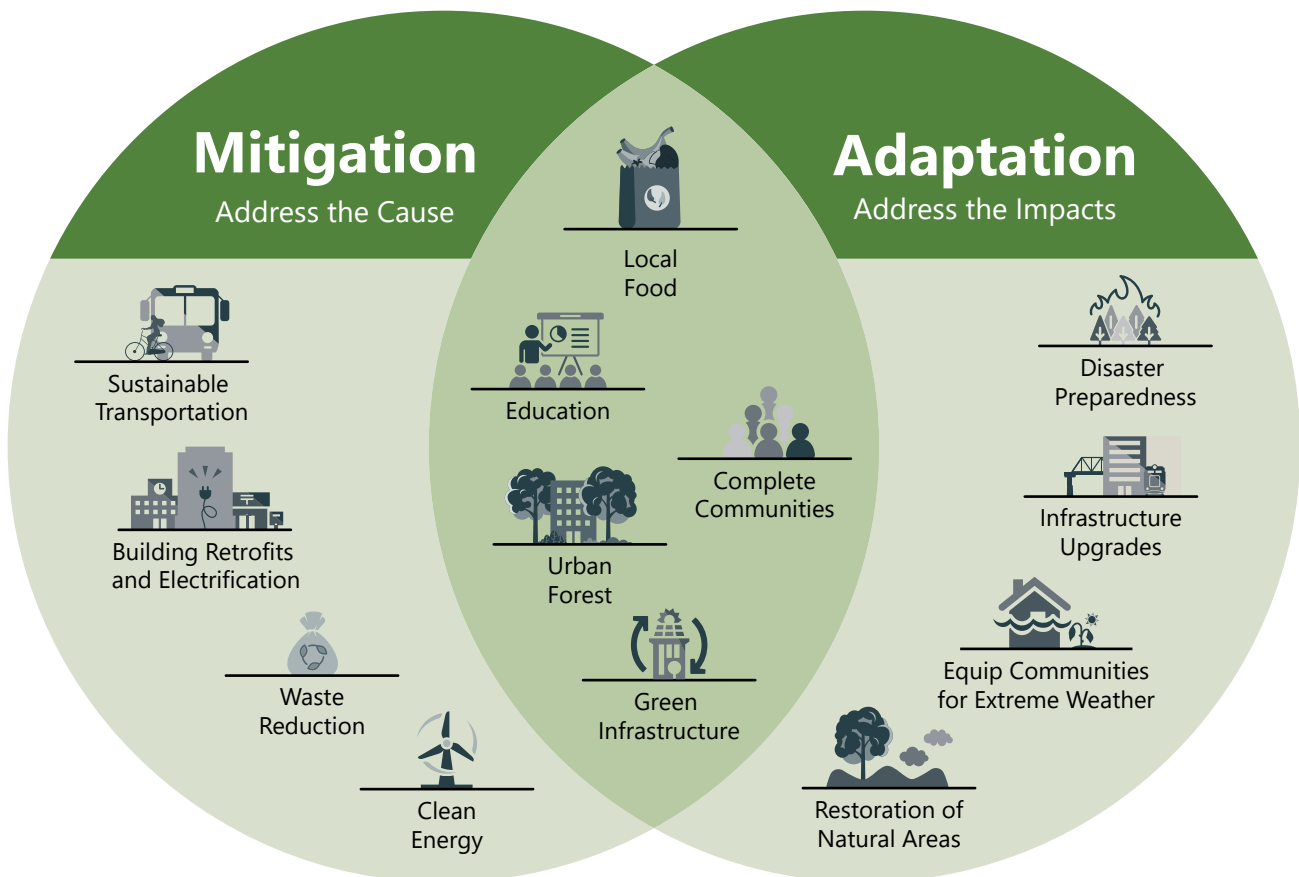 Mitigation
Address the Cause
Adaptation
Address the Impacts
Local
Food
Sustainable
Transportation
Education
Disaster
Preparedness
Complete
Communities
Building Retrofits
and Electrification
Urban
Forest
Infrastructure
Upgrades
Waste
Reduction
Green
Infrastructure
Equip Communities
for Extreme Weather
Clean
Energy
Restoration of
Natural Areas